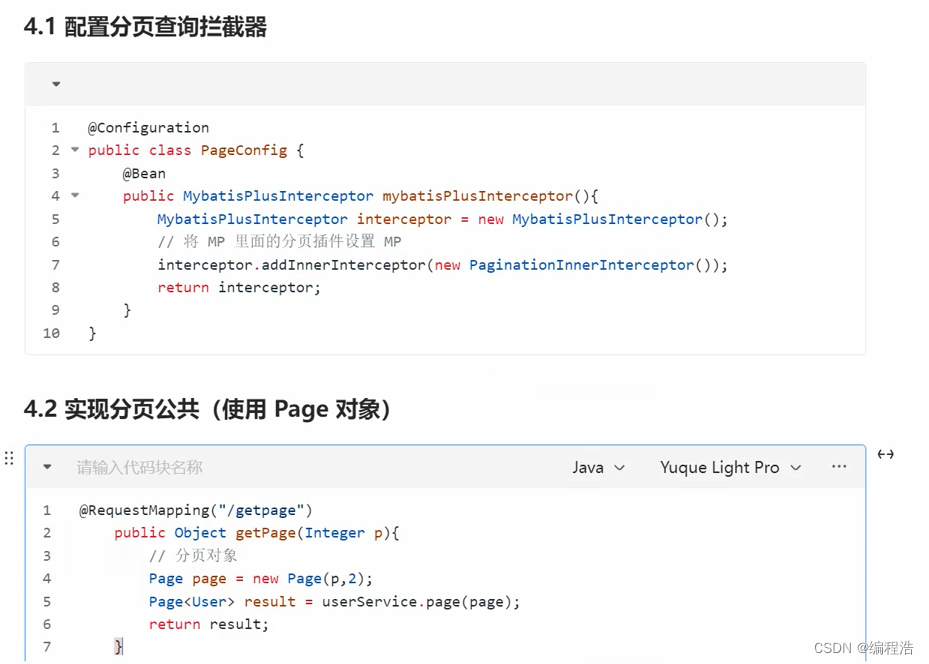 4.1 配置分页查询拦截器
1 @Configuration
2 public class PageConfig {
3 @Bean
4 public MybatisPlusInterceptor mybatisPlusInterceptor(){
5 MybatisPlusInterceptor interceptor = new MybatisPlusInterceptor();
6 // 将 MP 里面的分页插件设置 MP
7 interceptor.addInnerInterceptor(new PaginationInnerInterceptor());
8 return interceptor;
9 }
10 }
4.2 实现分页公共（使用 Page 对象）
请输入代码块名称 Java Yuque Light Pro ···
1 @RequestMapping("/getpage")
2 public Object getPage(Integer p){
3 // 分页对象
4 Page page = new Page(p,2);
5 Page<User> result = userService.page(page);
6 return result;
7 }
CSDN @编程浩